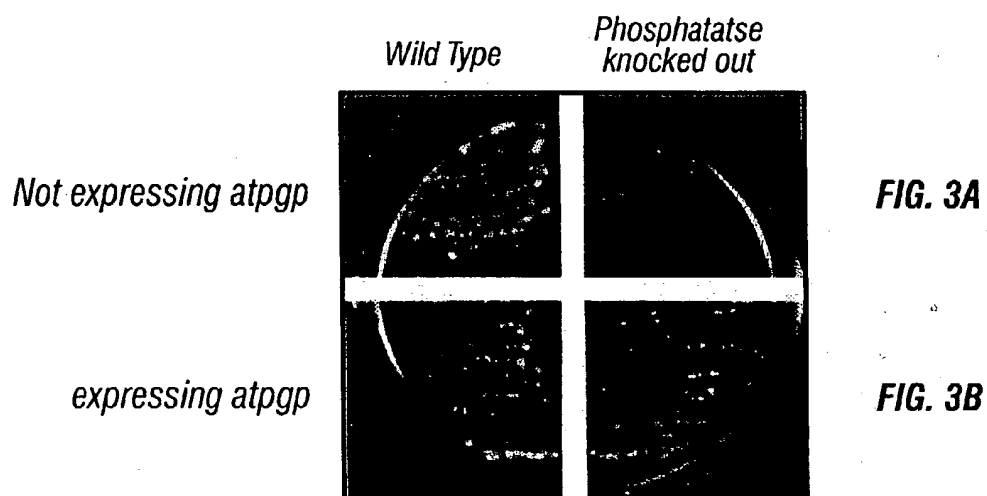 Wild Type
Phosphatatse
knocked out
Not expressing atpgp
FIG. 3A
expressing atpgp
FIG. 3B